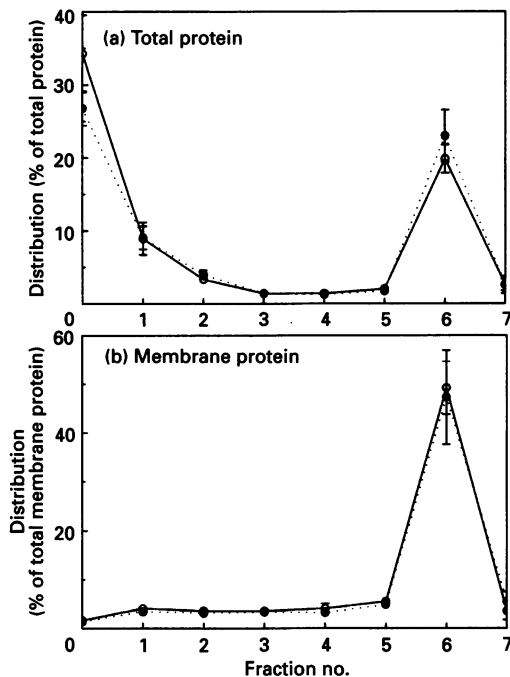 (a) Total protein
Distribution (% of total protein)
40
30
20
10
0
1 2 3 4 5 6 7
(b) Membrane protein
Distribution
(% of total membrane protein)
60
40
20
0
0 1 2 3 4 5 6 7
Fraction no.